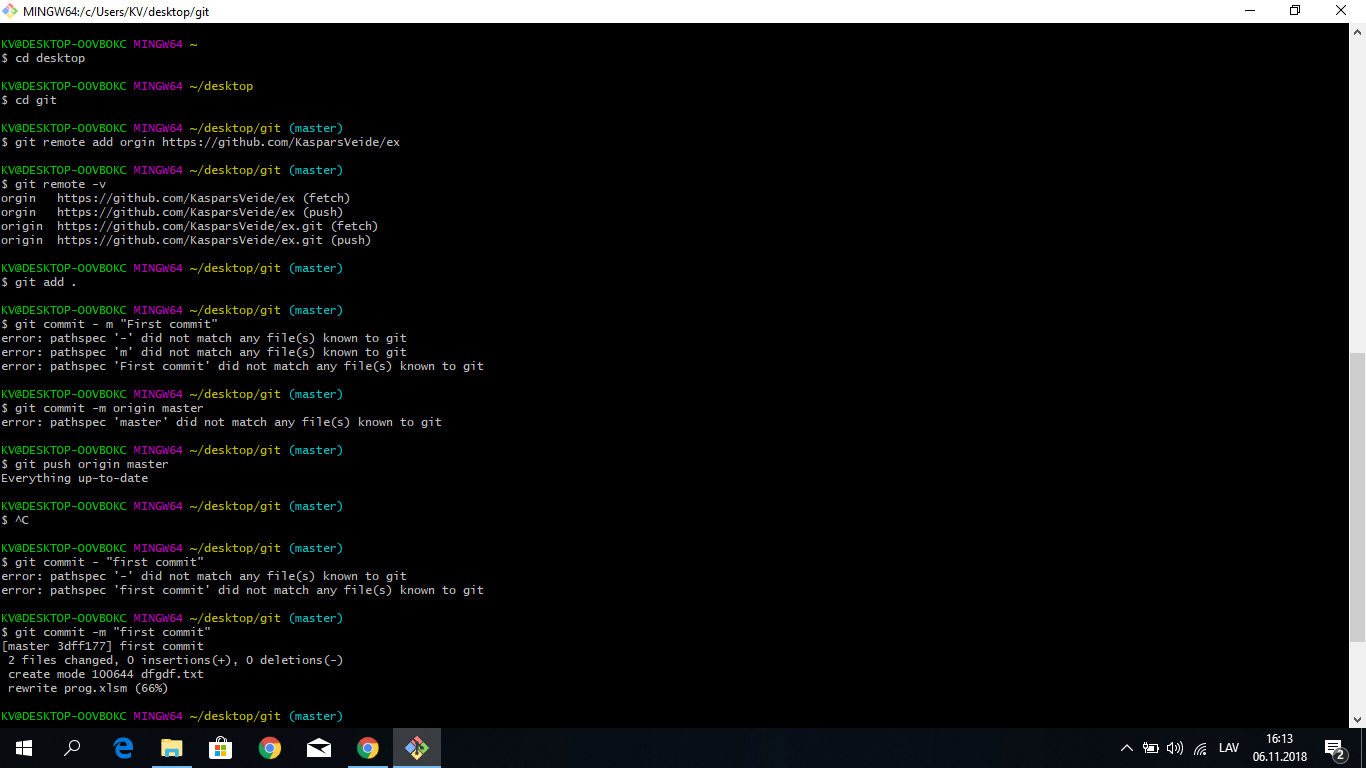 MINGW64:/c/Users/KV/desktop/git
KV@DESKTOP-OOVBOKC MINGW64 ~
$ cd desktop
KV@DESKTOP-OOVBOKC MINGW64 ~/desktop
$ cd git
KV@DESKTOP-OOVBOKC MINGW64 ~/desktop/git (master)
$ git remote add orgin https://github.com/KasparsVeide/ex
KV@DESKTOP-OOVBOKC MINGW64 ~/desktop/git (master)
$ git remote -v
orgin   https://github.com/KasparsVeide/ex (fetch)
orgin   https://github.com/KasparsVeide/ex (push)
origin  https://github.com/KasparsVeide/ex.git (fetch)
origin  https://github.com/KasparsVeide/ex.git (push)
KV@DESKTOP-OOVBOKC MINGW64 ~/desktop/git (master)
$ git add .
KV@DESKTOP-OOVBOKC MINGW64 ~/desktop/git (master)
$ git commit - m "First commit"
error: pathspec '-' did not match any file(s) known to git
error: pathspec 'm' did not match any file(s) known to git
error: pathspec 'First commit' did not match any file(s) known to git
KV@DESKTOP-OOVBOKC MINGW64 ~/desktop/git (master)
$ git commit -m origin master
error: pathspec 'master' did not match any file(s) known to git
KV@DESKTOP-OOVBOKC MINGW64 ~/desktop/git (master)
$ git push origin master
Everything up-to-date
KV@DESKTOP-OOVBOKC MINGW64 ~/desktop/git (master)
$ ^C
KV@DESKTOP-OOVBOKC MINGW64 ~/desktop/git (master)
$ git commit - "first commit"
error: pathspec '-' did not match any file(s) known to git
error: pathspec 'first commit' did not match any file(s) known to git
KV@DESKTOP-OOVBOKC MINGW64 ~/desktop/git (master)
$ git commit -m "first commit"
[master 3dff177] first commit
 2 files changed, 0 insertions(+), 0 deletions(-)
 create mode 100644 dfgdf.txt
 rewrite prog.xlsm (66%)
KV@DESKTOP-OOVBOKC MINGW64 ~/desktop/git (master)
LAV
16:13
06.11.2018
2